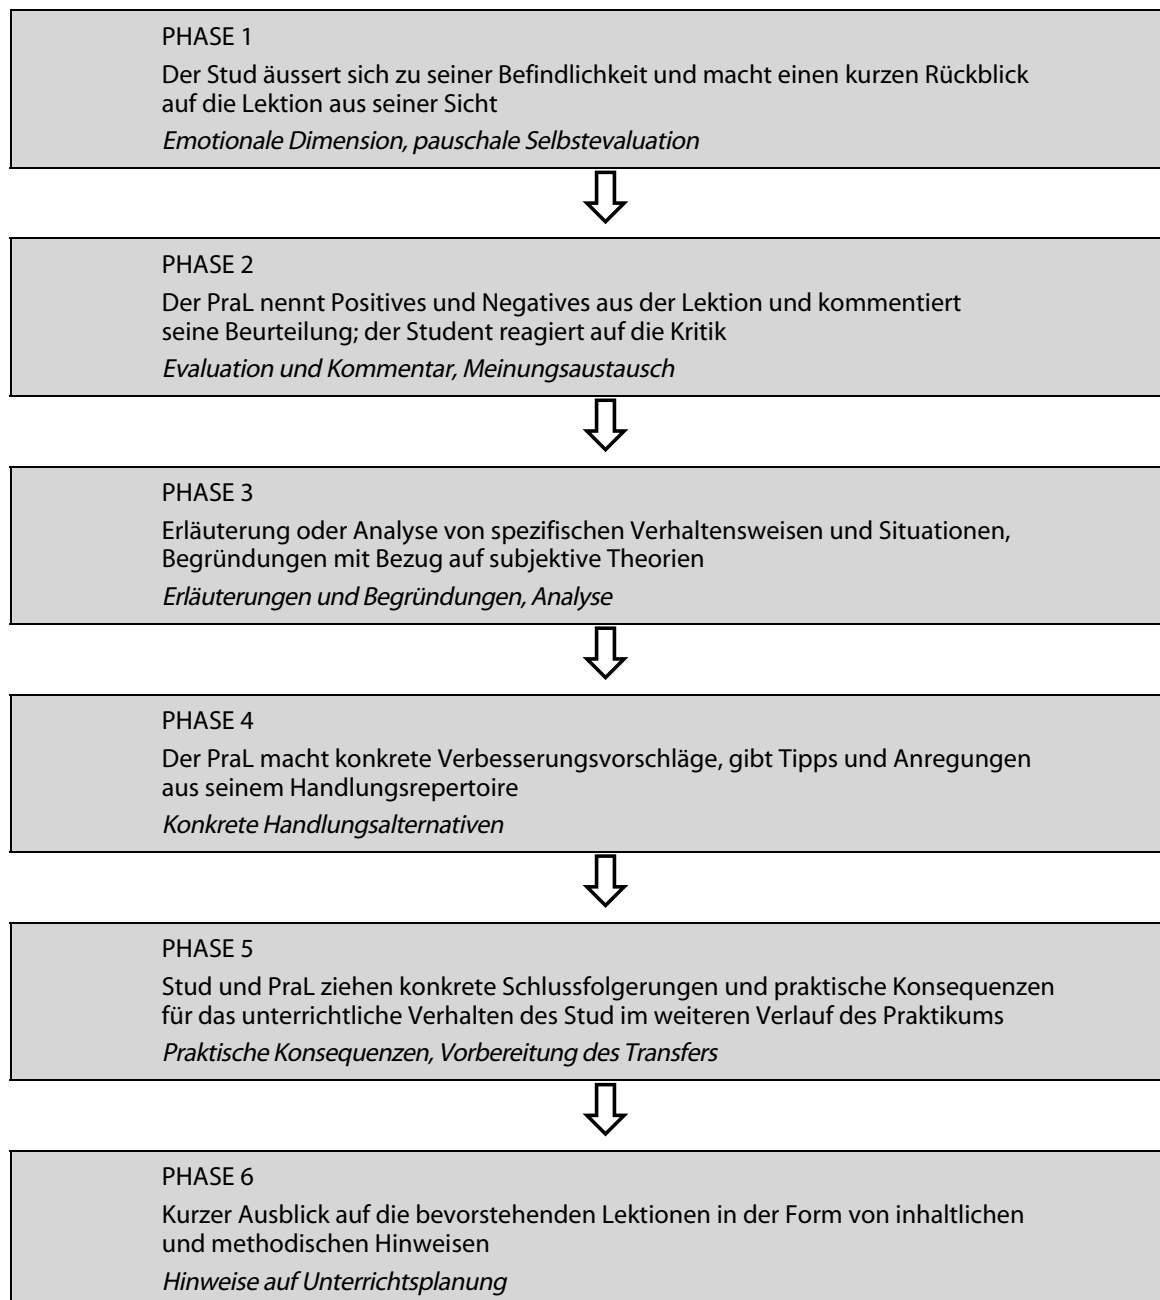 PHASE 1
Der Stud äussert sich zu seiner Befindlichkeit und macht einen kurzen Rückblick
auf die Lektion aus seiner Sicht
Emotionale Dimension, pauschale Selbstevaluation
PHASE 2
Der PraL nennt Positives und Negatives aus der Lektion und kommentiert
seine Beurteilung; der Student reagiert auf die Kritik
Evaluation und Kommentar, Meinungsaustausch
PHASE 3
Erläuterung oder Analyse von spezifischen Verhaltensweisen und Situationen,
Begründungen mit Bezug auf subjektive Theorien
Erläuterungen und Begründungen, Analyse
PHASE 4
Der PraL macht konkrete Verbesserungsvorschläge, gibt Tipps und Anregungen
aus seinem Handlungsrepertoire
Konkrete Handlungsalternativen
PHASE 5
Stud und PraL ziehen konkrete Schlussfolgerungen und praktische Konsequenzen
für das unterrichtliche Verhalten des Stud im weiteren Verlauf des Praktikums
Praktische Konsequenzen, Vorbereitung des Transfers
PHASE 6
Kurzer Ausblick auf die bevorstehenden Lektionen in der Form von inhaltlichen
und methodischen Hinweisen
Hinweise auf Unterrichtsplanung